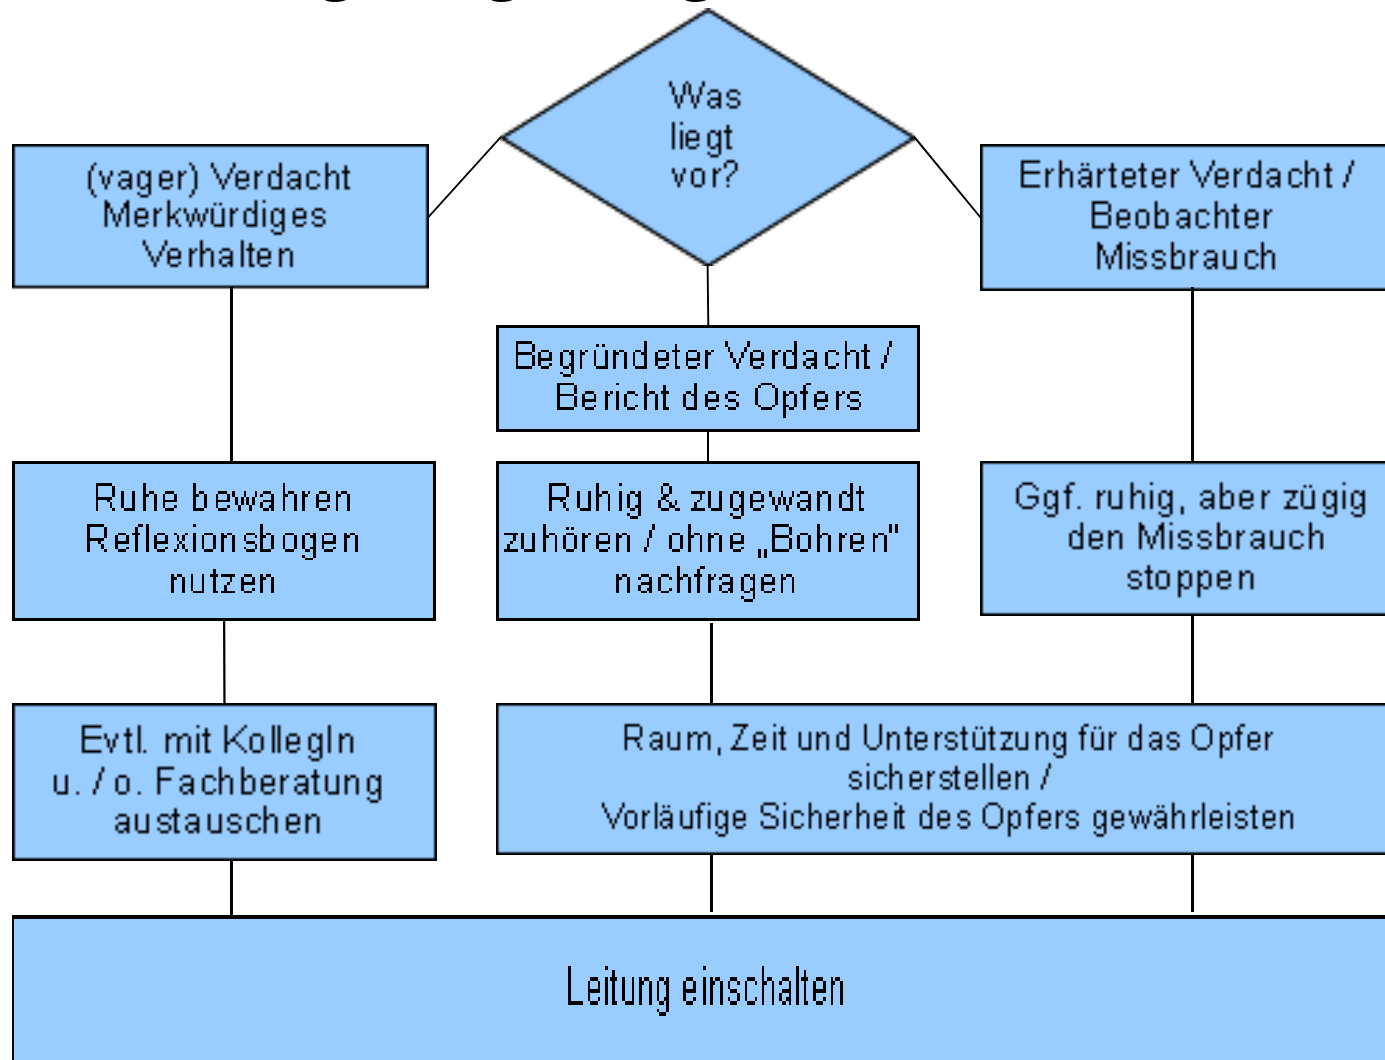 Was
liegt
vor?
(vager) Verdacht
Merkwürdiges
Verhalten
Erhärteter Verdacht /
Beobachter
Missbrauch
Begründeter Verdacht /
Bericht des Opfers
Ruhe bewahren
Reflexionsbogen
nutzen
Ruhig & zugewandt
zuhören / ohne „Bohren"
nachfragen
Ggf. ruhig, aber zügig
den Missbrauch
stoppen
Evtl. mit KollegIn
u. / o. Fachberatung
austauschen
Raum, Zeit und Unterstützung für das Opfer
sicherstellen /
Vorläufige Sicherheit des Opfers gewährleisten
Leitung einschalten